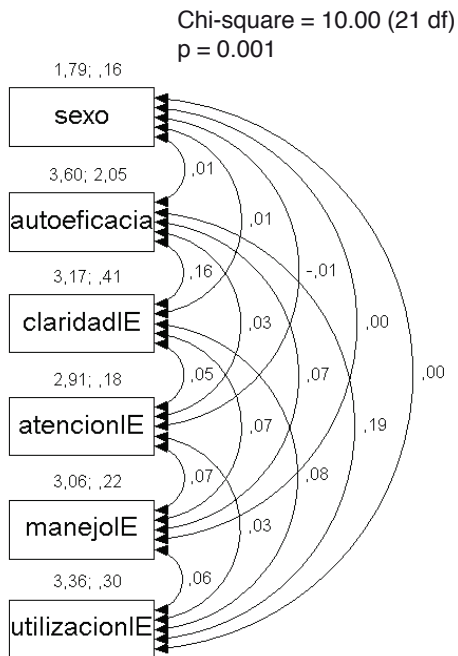 Chi-square = 10.00 (21 df)
p = 0.001
1,79; ,16
sexo
,01
3,60; 2,05
autoeficacia
,01
3,17; ,41
,16
-,01
claridadIE
,03
,00
2,91; ,18
,05
,07
,00
atencionIE
,07
,19
3,06; ,22
,07
,08
manejoIE
,03
3,36; ,30
,06
utilizacionIE